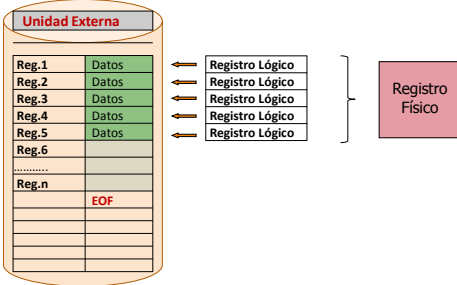 Unidad Externa
Reg.1 Datos Registro Lógico
Reg.2 Datos Registro Lógico
Reg.3 Datos Registro Lógico
Reg.4 Datos Registro Lógico
Reg.5 Datos Registro Lógico
Reg.6
...........
Reg.n
EOF
Registro
Físico